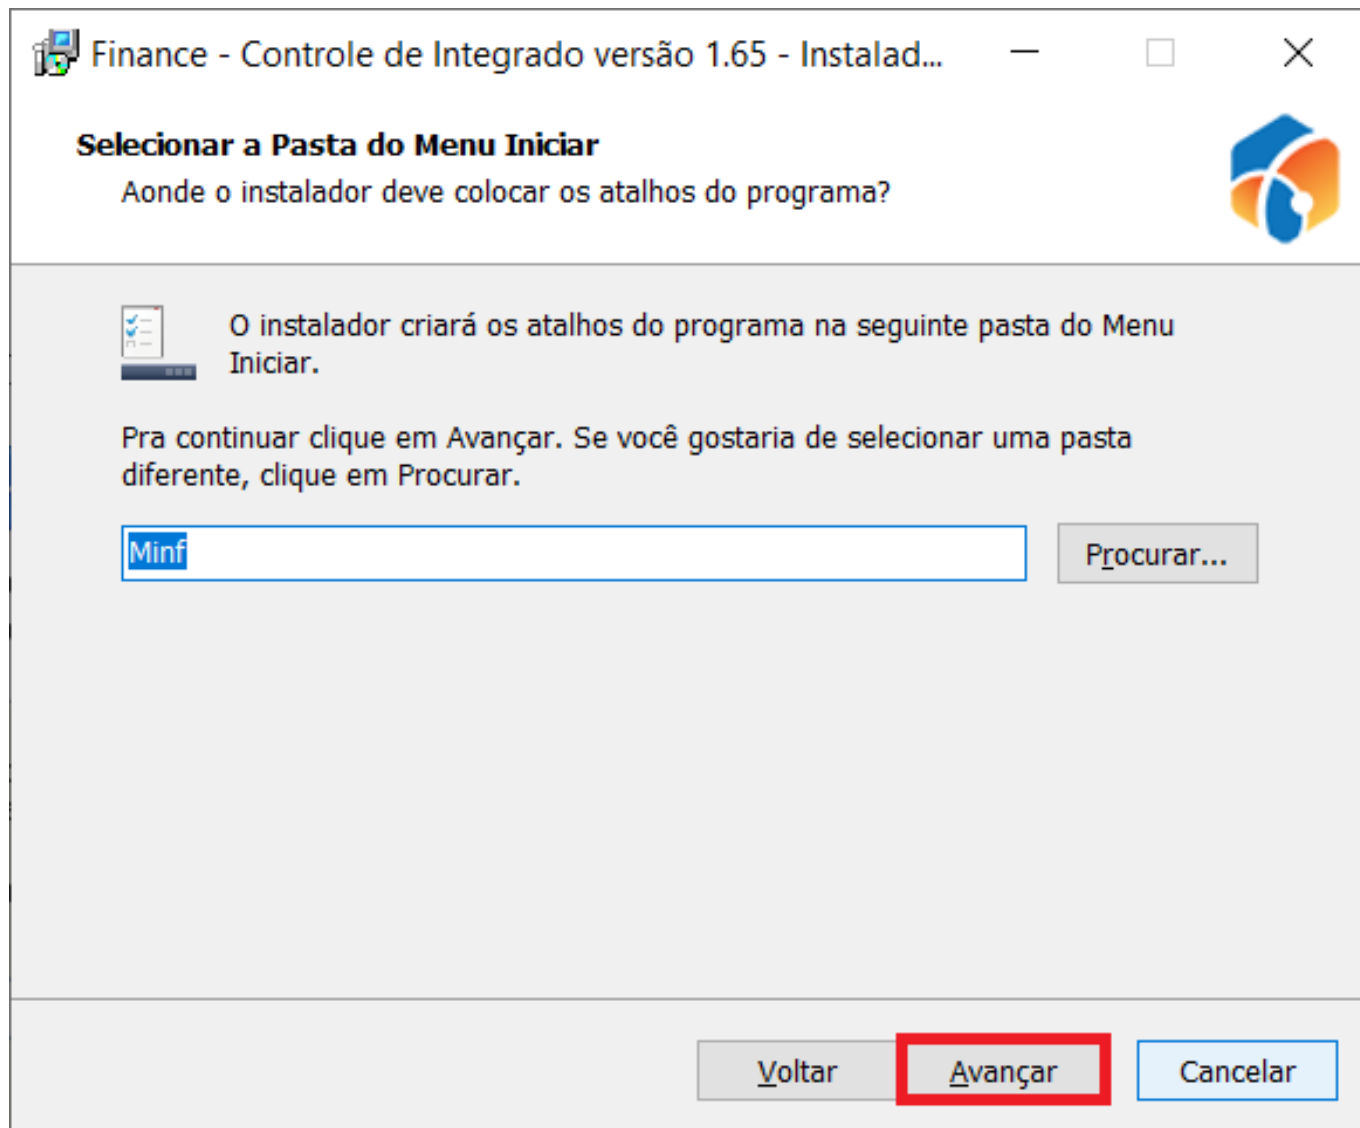 Finance - Controle de Integrado versão 1.65 - Instalad...
Selecionar a Pasta do Menu Iniciar
Aonde o instalador deve colocar os atalhos do programa?
O instalador criará os atalhos do programa na seguinte pasta do Menu
Iniciar.
Pra continuar clique em Avançar. Se você gostaria de selecionar uma pasta
diferente, clique em Procurar.
Minf
Procurar...
Voltar
Avançar
Cancelar